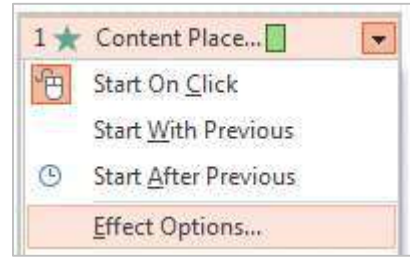 1 Content Place...
Start On Click
Start With Previous
Start After Previous
Effect Options...